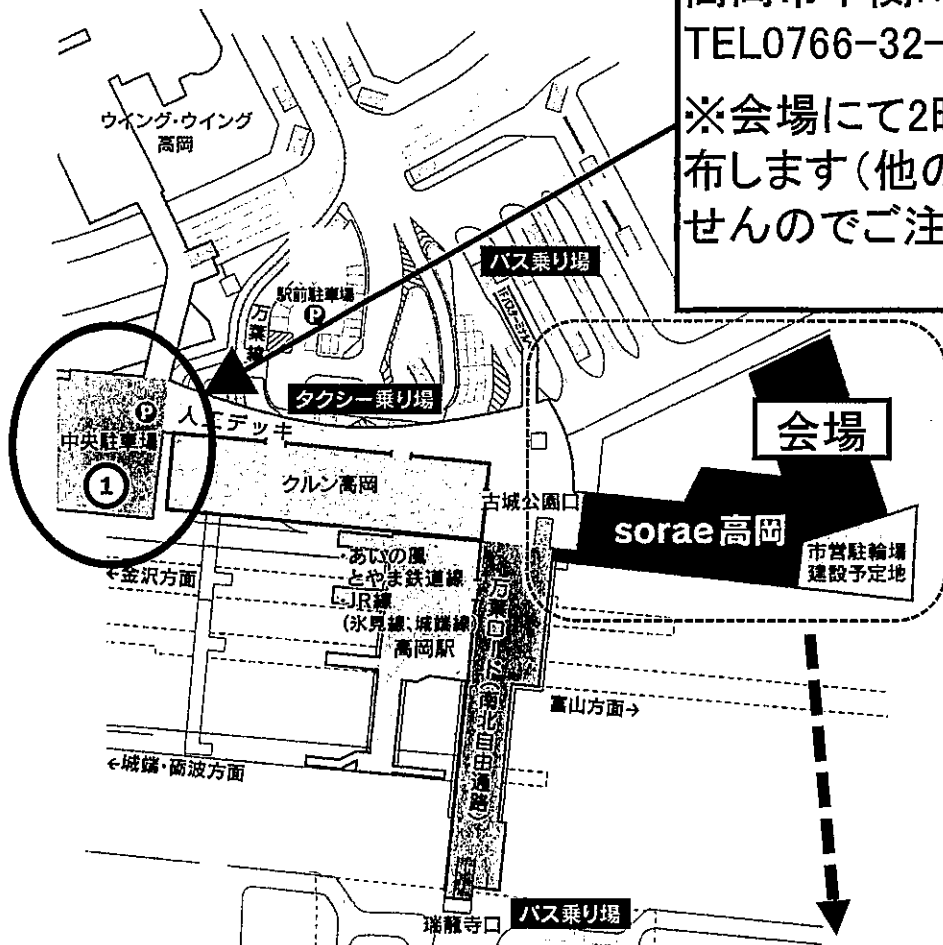 TEL0766-32-
※会場にて2
布します(他の
せんのでご注
ウイング・ウイング
高岡
バス乗り場
駅前駐車場
P
万葉線
タクシー乗り場
P
人工デッキ
中央駐車場
①
クルン高岡
古城公園口
会場
sorae高岡
市営駐輪場
建設予定地
・あいの風
とやま鉄道線
・JR線
(氷見線、城端線)
高岡駅
←金沢方面
万葉ロード(南北自由通路)
富山方面→
←城端・砺波方面
瑞龍寺口
バス乗り場